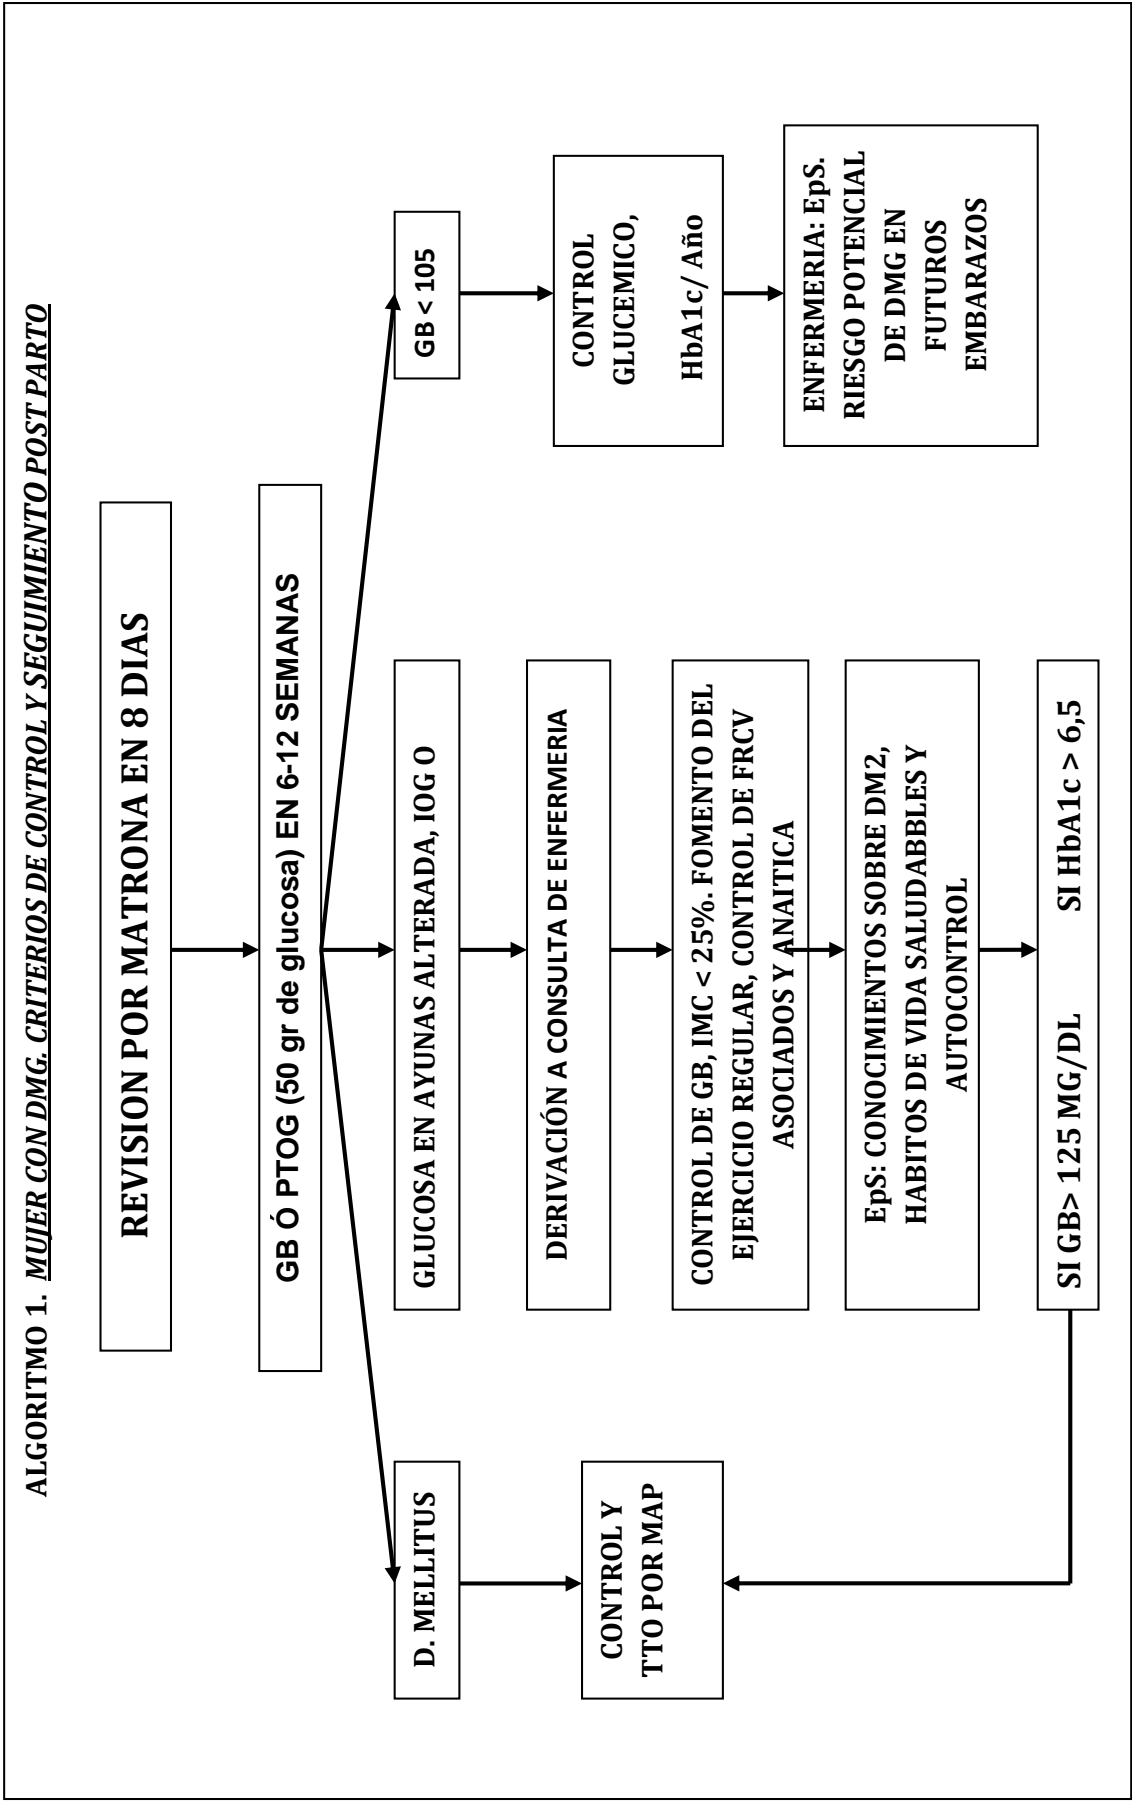 ALGORITMO 1. MUJER CON DMG. CRITERIOS DE CONTROL Y SEGUIMIENTO POST PARTO
REVISION POR MATRONA EN 8 DIAS
GB Ó PTOG (50 gr de glucosa) EN 6-12 SEMANAS
D. MELLITUS
CONTROL Y
TTO POR MAP
GLUCOSA EN AYUNAS ALTERADA, IOG O
DERIVACIÓN A CONSULTA DE ENFERMERIA
CONTROL DE GB, IMC < 25%. FOMENTO DEL
EJERCICIO REGULAR, CONTROL DE FRCV
ASOCIADOS Y ANAITICA
EpS: CONOCIMIENTOS SOBRE DM2,
HABITOS DE VIDA SALUDABBLES Y
AUTOCONTROL
SI GB> 125 MG/DL SI HbA1c > 6,5
GB < 105
CONTROL
GLUCEMICO,
HbA1c/ Año
ENFERMERIA: EpS.
RIESGO POTENCIAL
DE DMG EN
FUTUROS
EMBARAZOS